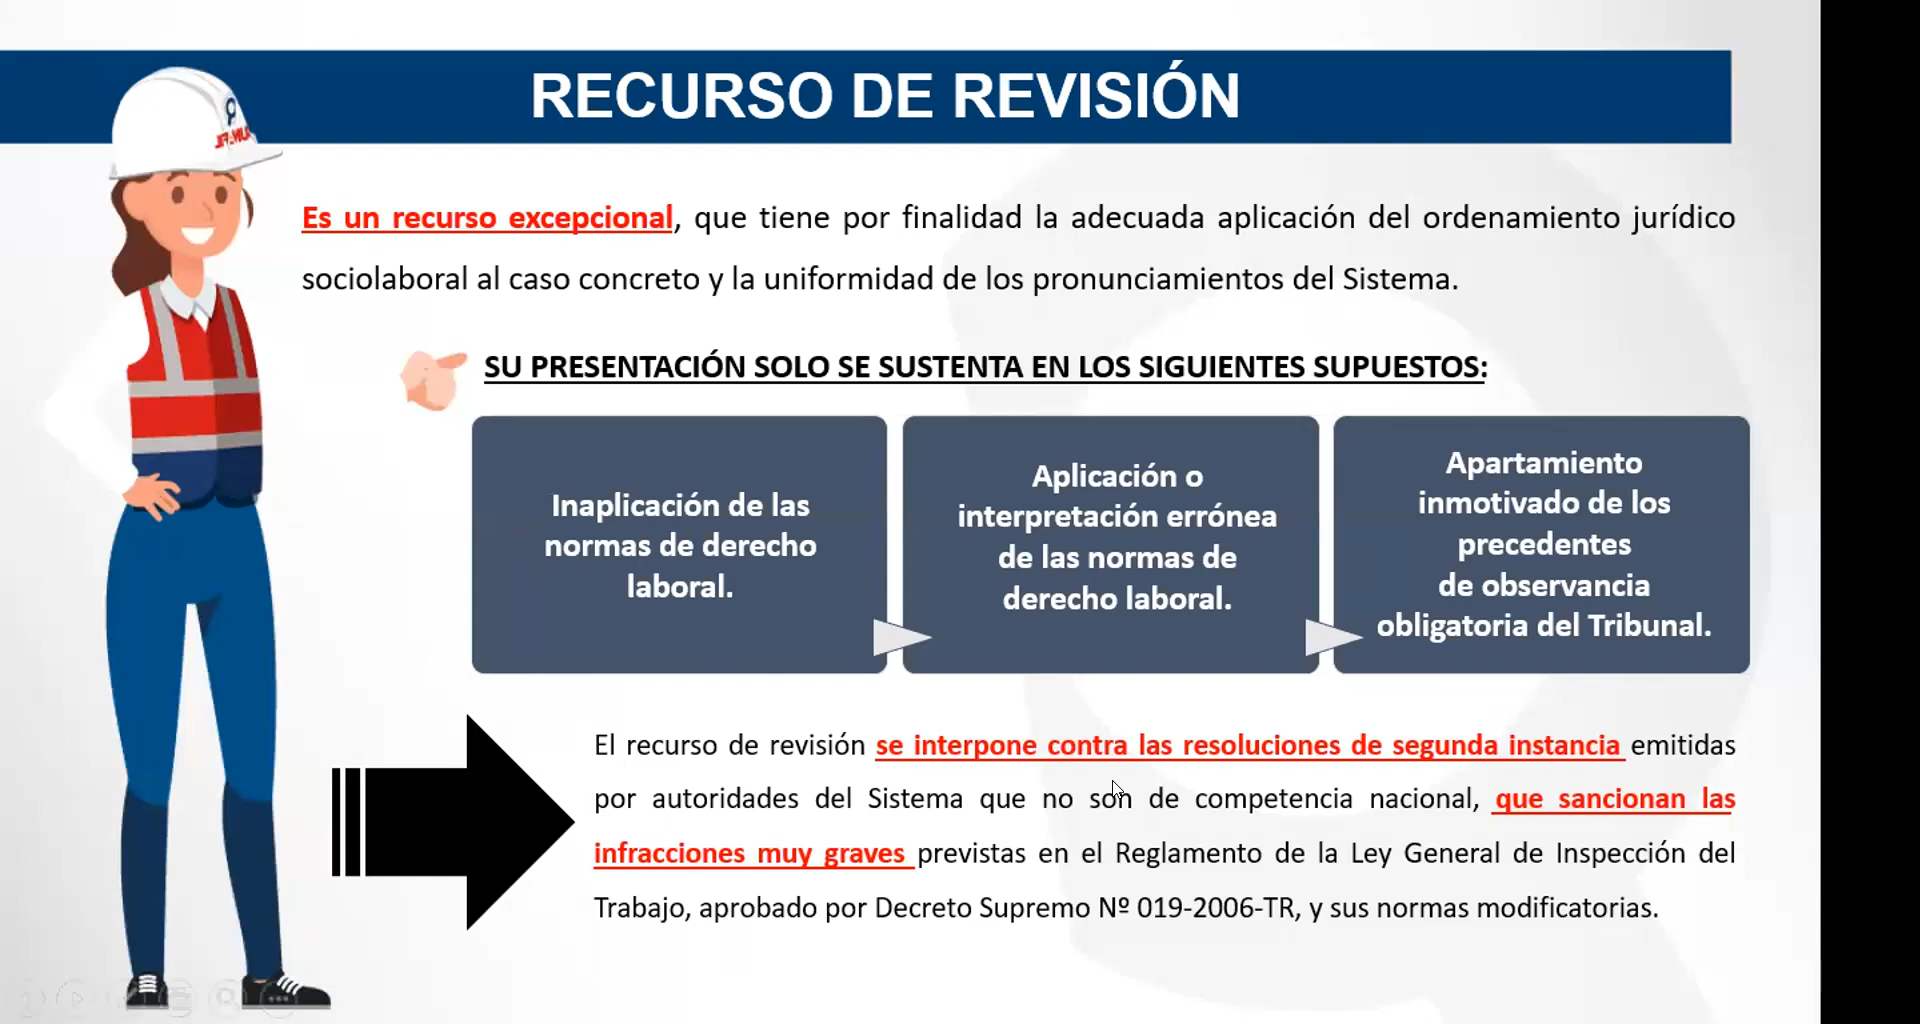 RECURSO DE REVISIÓN
Es un recurso excepcional, que tiene por finalidad la adecuada aplicación del ordenamiento jurídico
sociolaboral al caso concreto y la uniformidad de los pronunciamientos del Sistema.
SU PRESENTACIÓN SOLO SE SUSTENTA EN LOS SIGUIENTES SUPUESTOS:
Inaplicación de las
normas de derecho
laboral.
Aplicación o
interpretación errónea
de las normas de
derecho laboral.
Apartamiento
inmotivado de los
precedentes
de observancia
obligatoria del Tribunal.
El recurso de revisión se interpone contra las resoluciones de segunda instancia emitidas
por autoridades del Sistema que no son de competencia nacional, que sancionan las
infracciones muy graves previstas en el Reglamento de la Ley General de Inspección del
Trabajo, aprobado por Decreto Supremo Nº 019-2006-TR, y sus normas modificatorias.